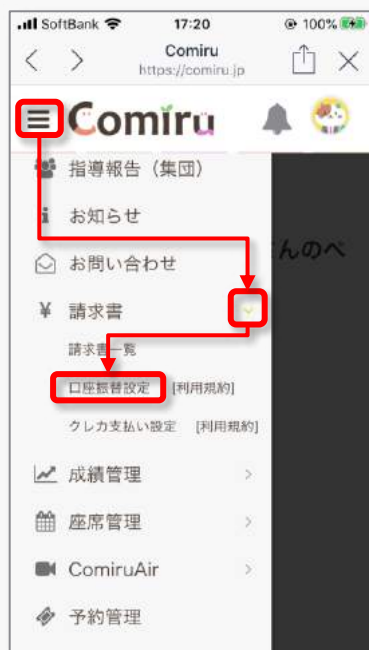 SoftBank 17:20 100%
Comiru
https://comiru.jp
Comiru
指導報告（集団）
んのペ
お知らせ
お問い合わせ
¥ 請求書
請求書一覧
口座振替設定 [利用規約]
クレカ支払い設定 [利用規約]
成績管理
座席管理
ComiruAir
予約管理